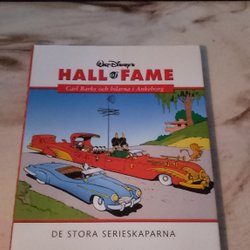 Walt Disney's
HALL of FAME
Carl Barks och bilarna i Ankeborg
DE STORA SERIESKAPARNA